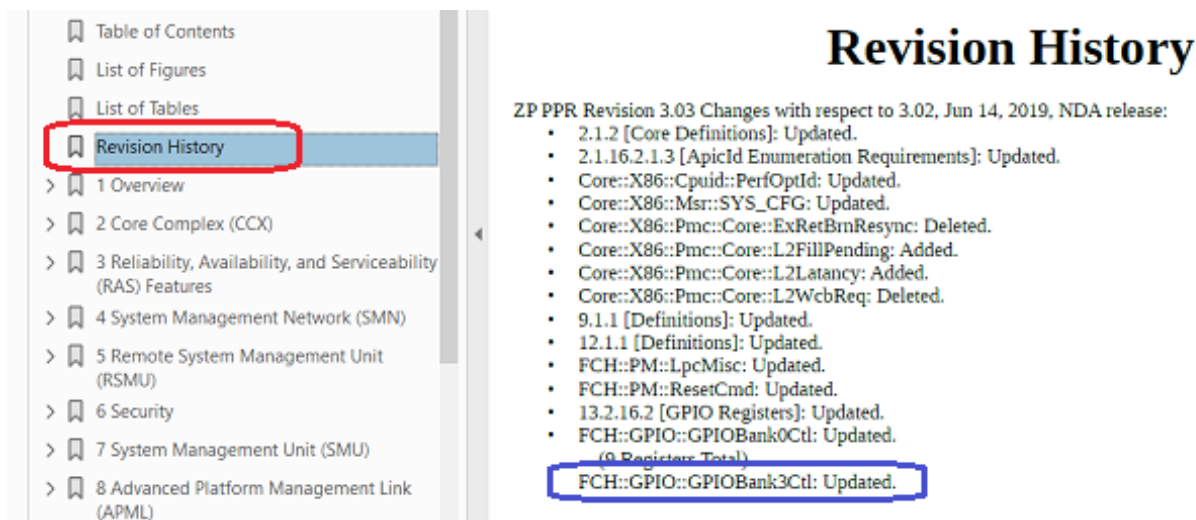 Table of Contents
List of Figures
List of Tables
Revision History
1 Overview
2 Core Complex (CCX)
3 Reliability, Availability, and Serviceability
(RAS) Features
4 System Management Network (SMN)
5 Remote System Management Unit
(RSMU)
6 Security
7 System Management Unit (SMU)
8 Advanced Platform Management Link
(APML)
Revision History
ZP PPR Revision 3.03 Changes with respect to 3.02, Jun 14, 2019, NDA release:
• 2.1.2 [Core Definitions]: Updated.
• 2.1.16.2.1.3 [ApicId Enumeration Requirements]: Updated.
• Core::X86::Cpuid::PerfOptId: Updated.
• Core::X86::Msr::SYS_CFG: Updated.
• Core::X86::Pmc::Core::ExRetBrnResync: Deleted.
• Core::X86::Pmc::Core::L2FillPending: Added.
• Core::X86::Pmc::Core::L2Latancy: Added.
• Core::X86::Pmc::Core::L2WcbReq: Deleted.
• 9.1.1 [Definitions]: Updated.
• 12.1.1 [Definitions]: Updated.
• FCH::PM::LpcMisc: Updated.
• FCH::PM::ResetCmd: Updated.
• 13.2.16.2 [GPIO Registers]: Updated.
• FCH::GPIO::GPIOBank0Ctl: Updated.
(9 Registers Total)
FCH::GPIO::GPIOBank3Ctl: Updated.